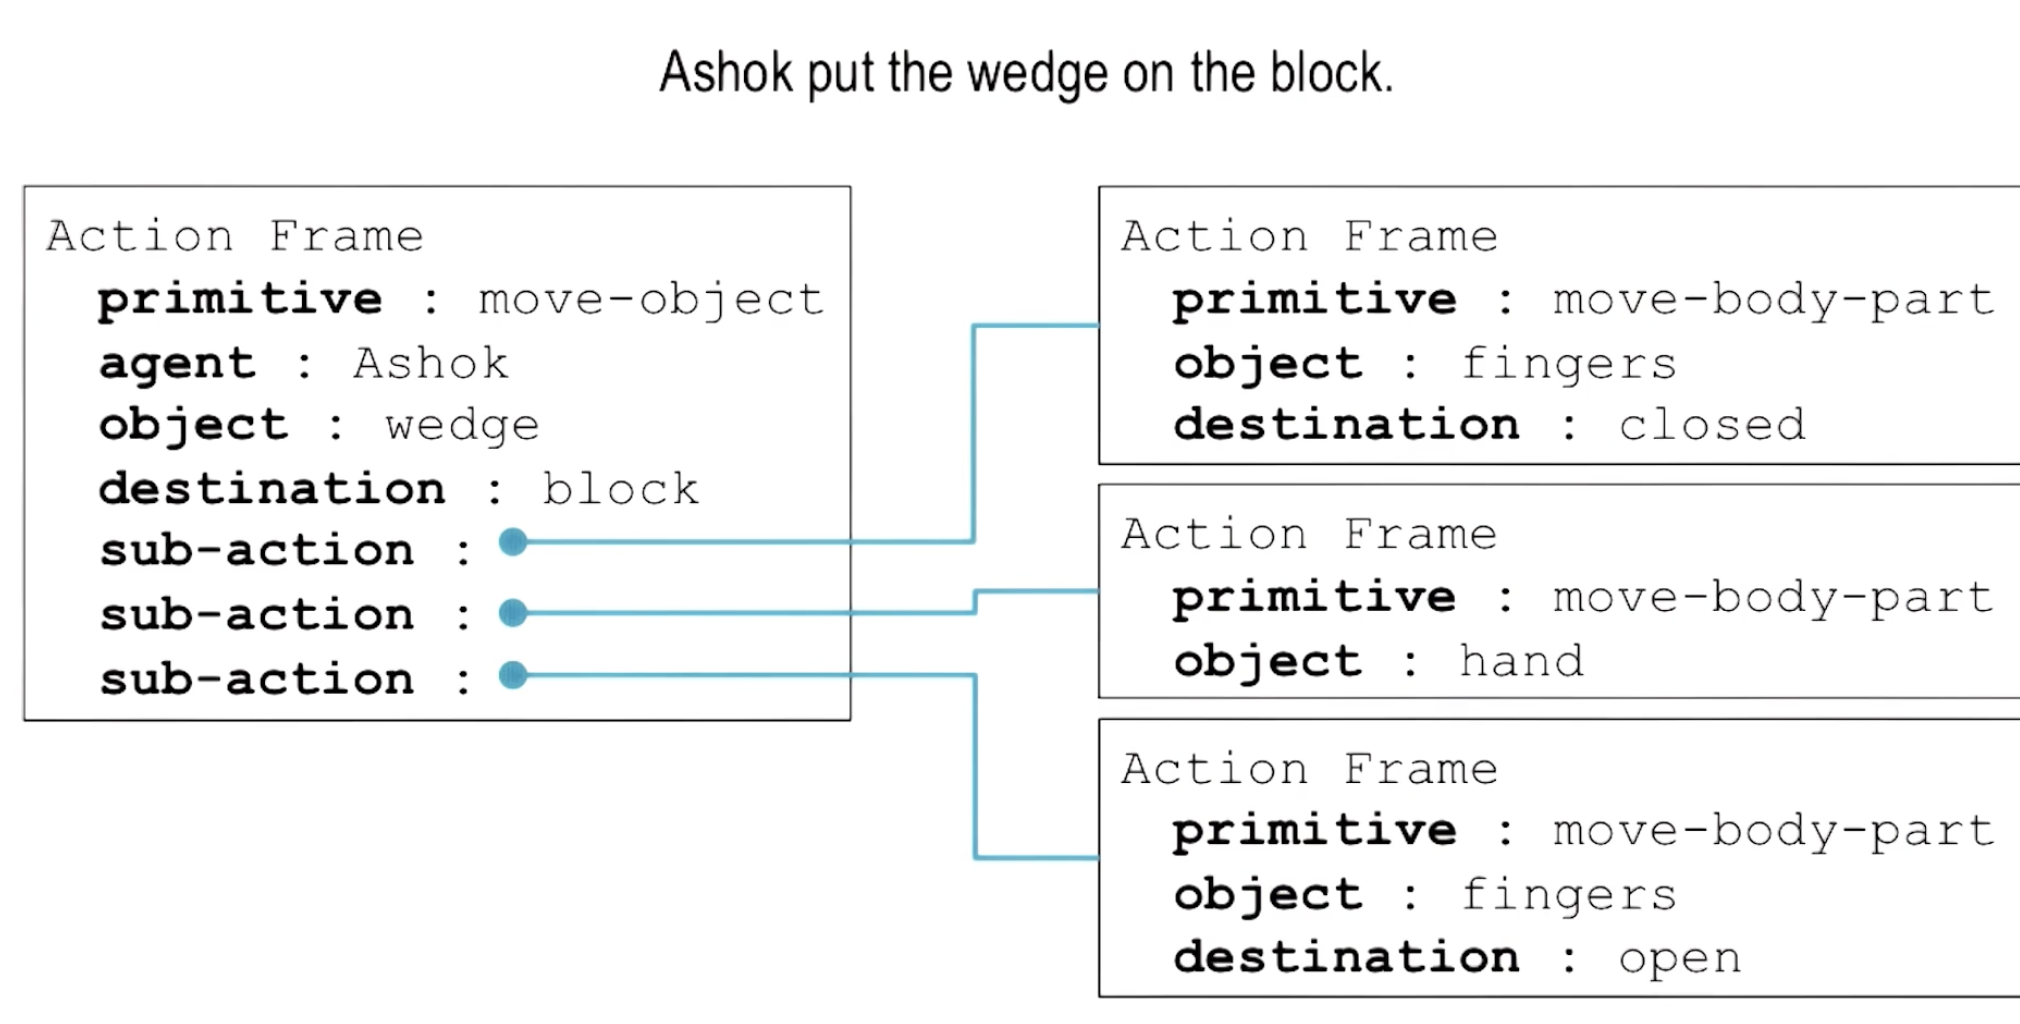 Ashok put the wedge on the block.
Action Frame
primitive : move-object
agent : Ashok
object : wedge
destination : block
sub-action :
sub-action :
sub-action :
Action Frame
primitive : move-body-part
object : fingers
destination : closed
Action Frame
primitive : move-body-part
object : hand
Action Frame
primitive : move-body-part
object : fingers
destination : open